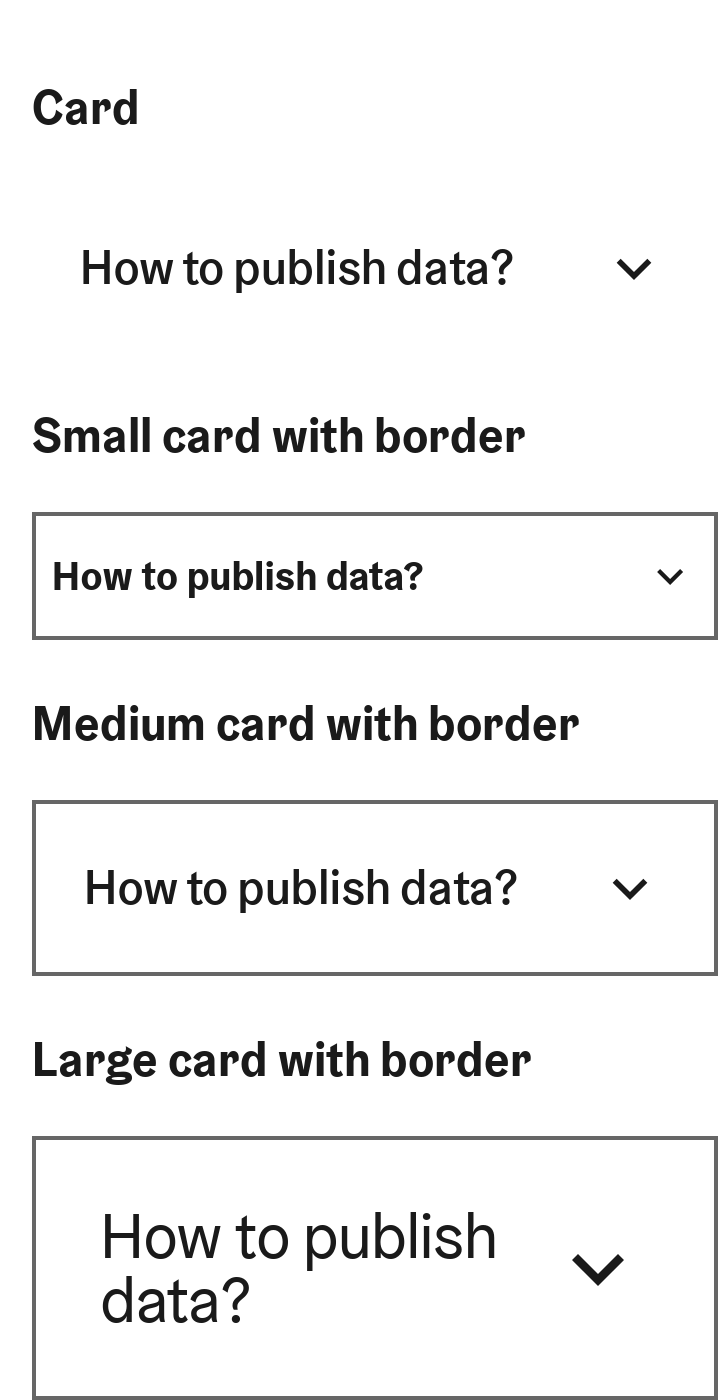 Card
How to publish data?
Small card with border
How to publish data?
Medium card with border
How to publish data?
Large card with border
How to publish
data?